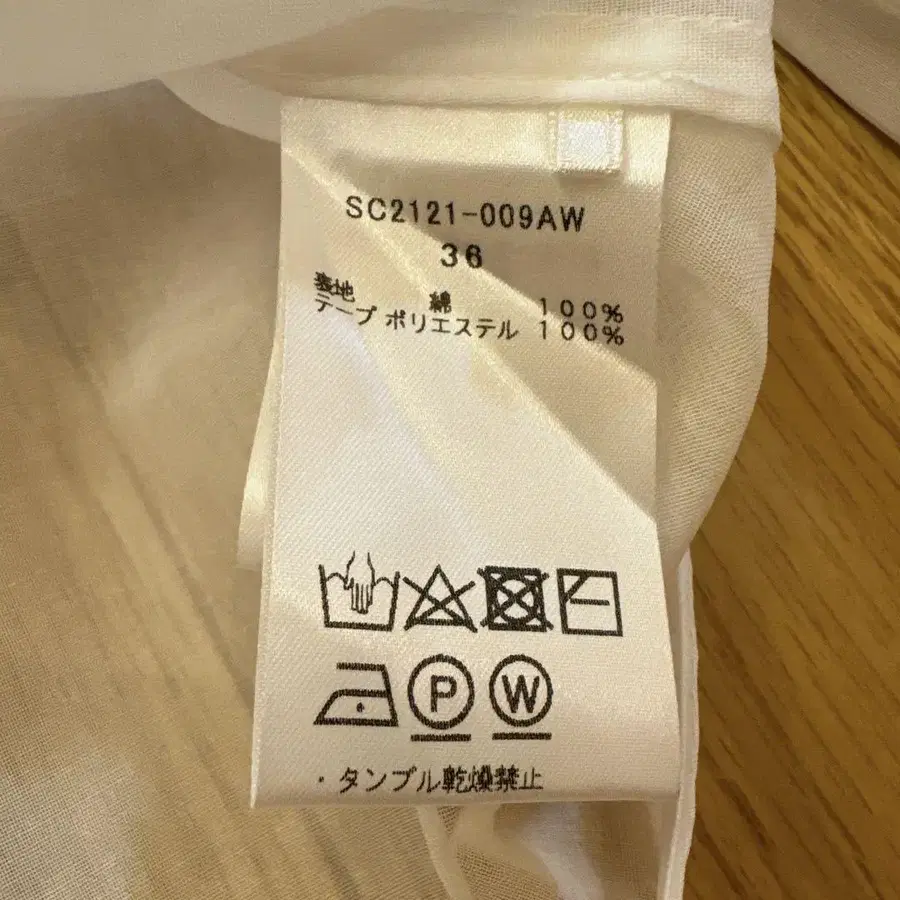 SC2121-009AW
36
表地 綿 100%
テープ ポリエステル 100%
P W
・タンブル乾燥禁止